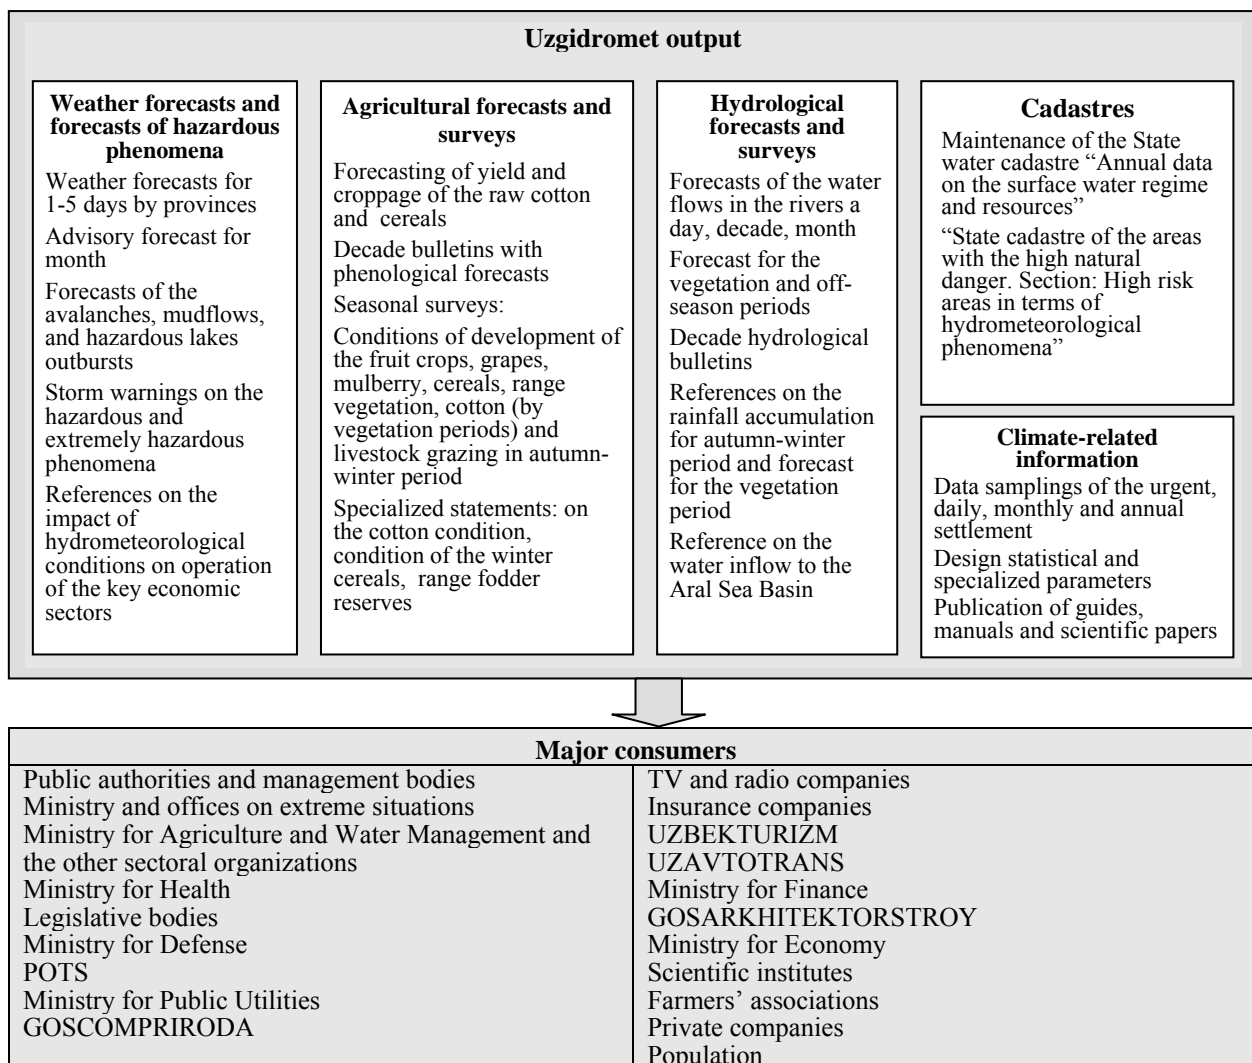 Uzgidromet output
Weather forecasts and
forecasts of hazardous
phenomena
Weather forecasts for
1-5 days by provinces
Advisory forecast for
month
Forecasts of the
avalanches, mudflows,
and hazardous lakes
outbursts
Storm warnings on the
hazardous and
extremely hazardous
phenomena
References on the
impact of
hydrometeorological
conditions on operation
of the key economic
sectors
Agricultural forecasts and
surveys
Forecasting of yield and
croppage of the raw cotton
and cereals
Decade bulletins with
phenological forecasts
Seasonal surveys:
Conditions of development of
the fruit crops, grapes,
mulberry, cereals, range
vegetation, cotton (by
vegetation periods) and
livestock grazing in autumn-
winter period
Specialized statements: on
the cotton condition,
condition of the winter
cereals, range fodder
reserves
Hydrological
forecasts and
surveys
Forecasts of the water
flows in the rivers a
day, decade, month
Forecast for the
vegetation and off-
season periods
Decade hydrological
bulletins
References on the
rainfall accumulation
for autumn-winter
period and forecast
for the vegetation
period
Reference on the
water inflow to the
Aral Sea Basin
Cadastres
Maintenance of the State
water cadastre “Annual data
on the surface water regime
and resources”
“State cadastre of the areas
with the high natural
danger. Section: High risk
areas in terms of
hydrometeorological
phenomena”
Climate-related
information
Data samplings of the urgent,
daily, monthly and annual
settlement
Design statistical and
specialized parameters
Publication of guides,
manuals and scientific papers
Major consumers
Public authorities and management bodies
Ministry and offices on extreme situations
Ministry for Agriculture and Water Management and
the other sectoral organizations
Ministry for Health
Legislative bodies
Ministry for Defense
POTS
Ministry for Public Utilities
GOSCOMPRIRODA
TV and radio companies
Insurance companies
UZBEKTURIZM
UZAVTOTRANS
Ministry for Finance
GOSARKHITEKTORSTROY
Ministry for Economy
Scientific institutes
Farmers’ associations
Private companies
Population